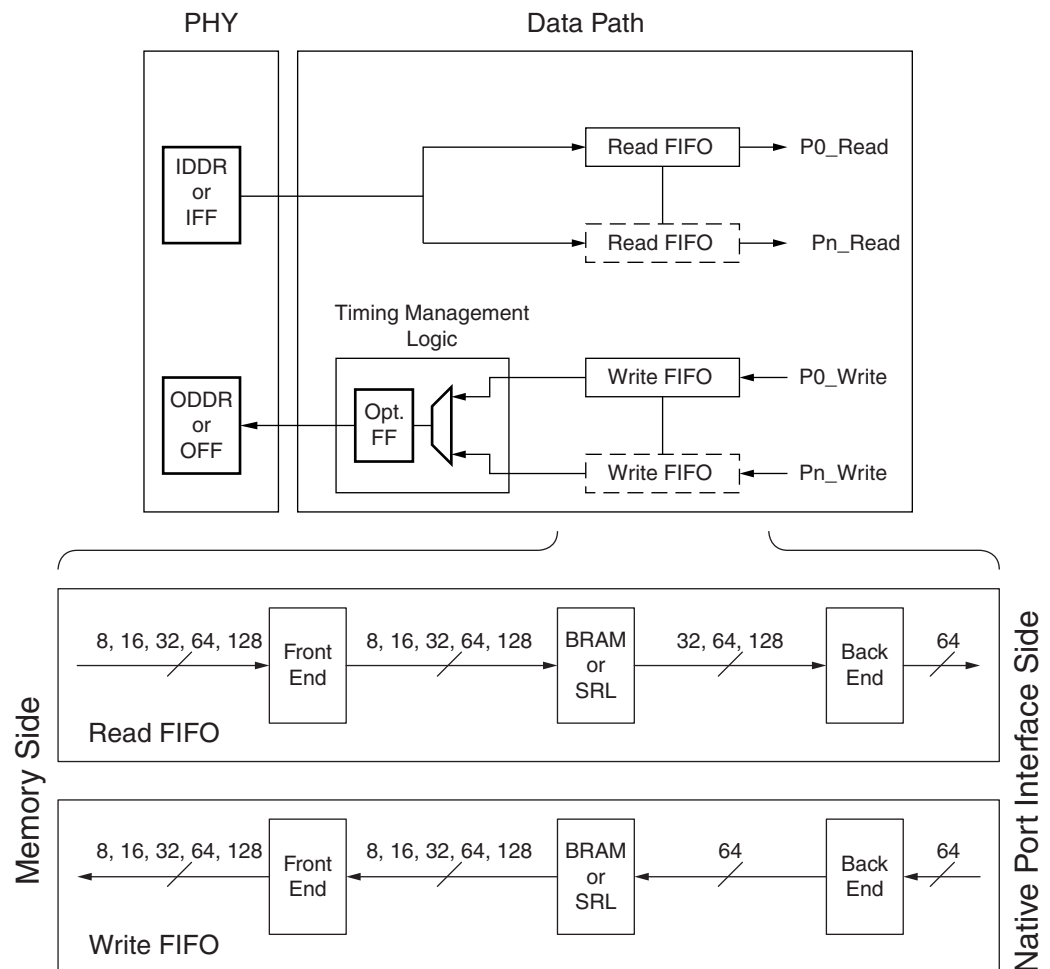 PHY
Data Path
IDDR
or
IFF
Read FIFO
P0_Read
Read FIFO
Pn_Read
Timing Management
Logic
ODDR
or
OFF
Opt.
FF
Write FIFO
P0_Write
Write FIFO
Pn_Write
Memory Side
8, 16, 32, 64, 128
Front
End
8, 16, 32, 64, 128
BRAM
or
SRL
32, 64, 128
Back
End
64
Read FIFO
8, 16, 32, 64, 128
Front
End
8, 16, 32, 64, 128
BRAM
or
SRL
64
Back
End
64
Write FIFO
Native Port Interface Side